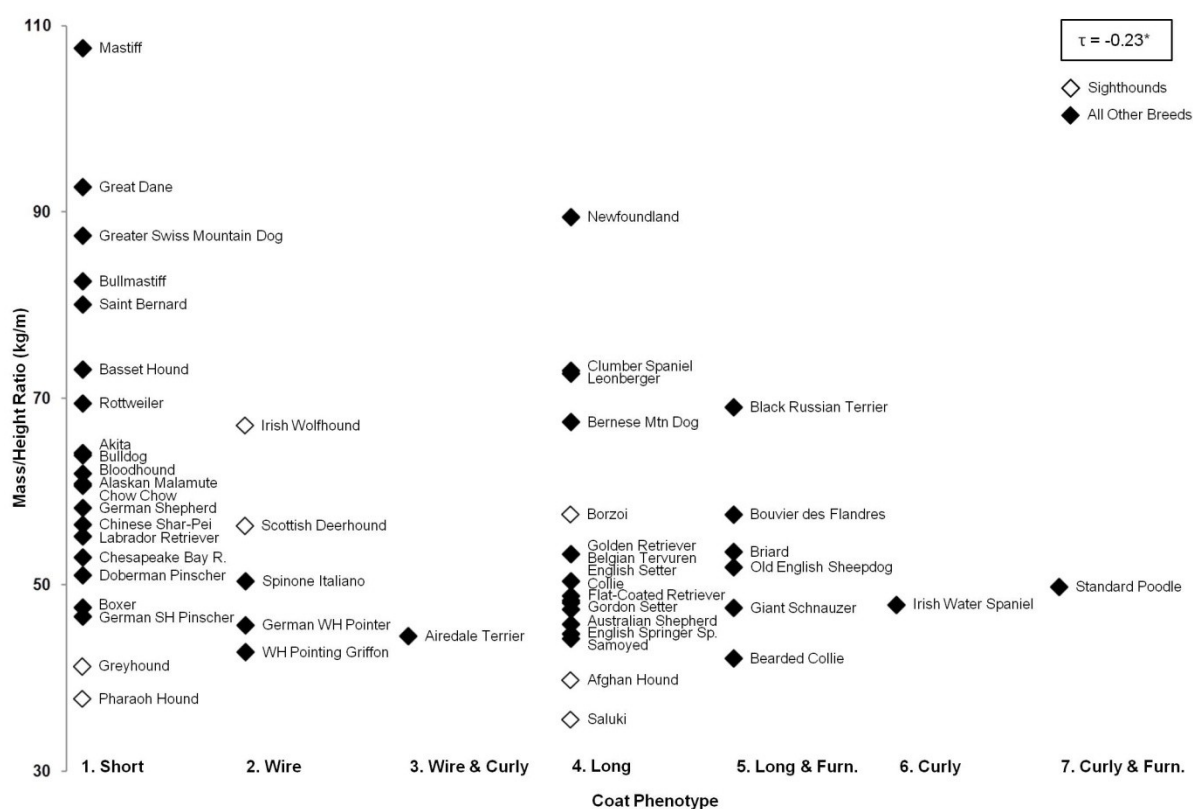 110
90
70
50
30
Mass/Height Ratio (kg/m)
τ = -0.23*
Sighthounds
All Other Breeds
Mastiff
Great Dane
Greater Swiss Mountain Dog
Bullmastiff
Saint Bernard
Basset Hound
Rottweiler
Akita
Bulldog
Bloodhound
Alaskan Malamute
Chow Chow
German Shepherd
Chinese Shar-Pei
Labrador Retriever
Chesapeake Bay R.
Doberman Pinscher
Boxer
German SH Pinscher
Greyhound
Pharaoh Hound
Irish Wolfhound
Scottish Deerhound
Spinone Italiano
German WH Pointer
WH Pointing Griffon
Airedale Terrier
Newfoundland
Clumber Spaniel
Leonberger
Bernese Mtn Dog
Borzoi
Golden Retriever
Belgian Tervuren
English Setter
Collie
Flat-Coated Retriever
Gordon Setter
Australian Shepherd
English Springer Sp.
Samoyed
Afghan Hound
Saluki
Black Russian Terrier
Bouvier des Flandres
Briard
Old English Sheepdog
Giant Schnauzer
Bearded Collie
Irish Water Spaniel
Standard Poodle
1. Short
2. Wire
3. Wire & Curly
4. Long
5. Long & Furn.
6. Curly
7. Curly & Furn.
Coat Phenotype